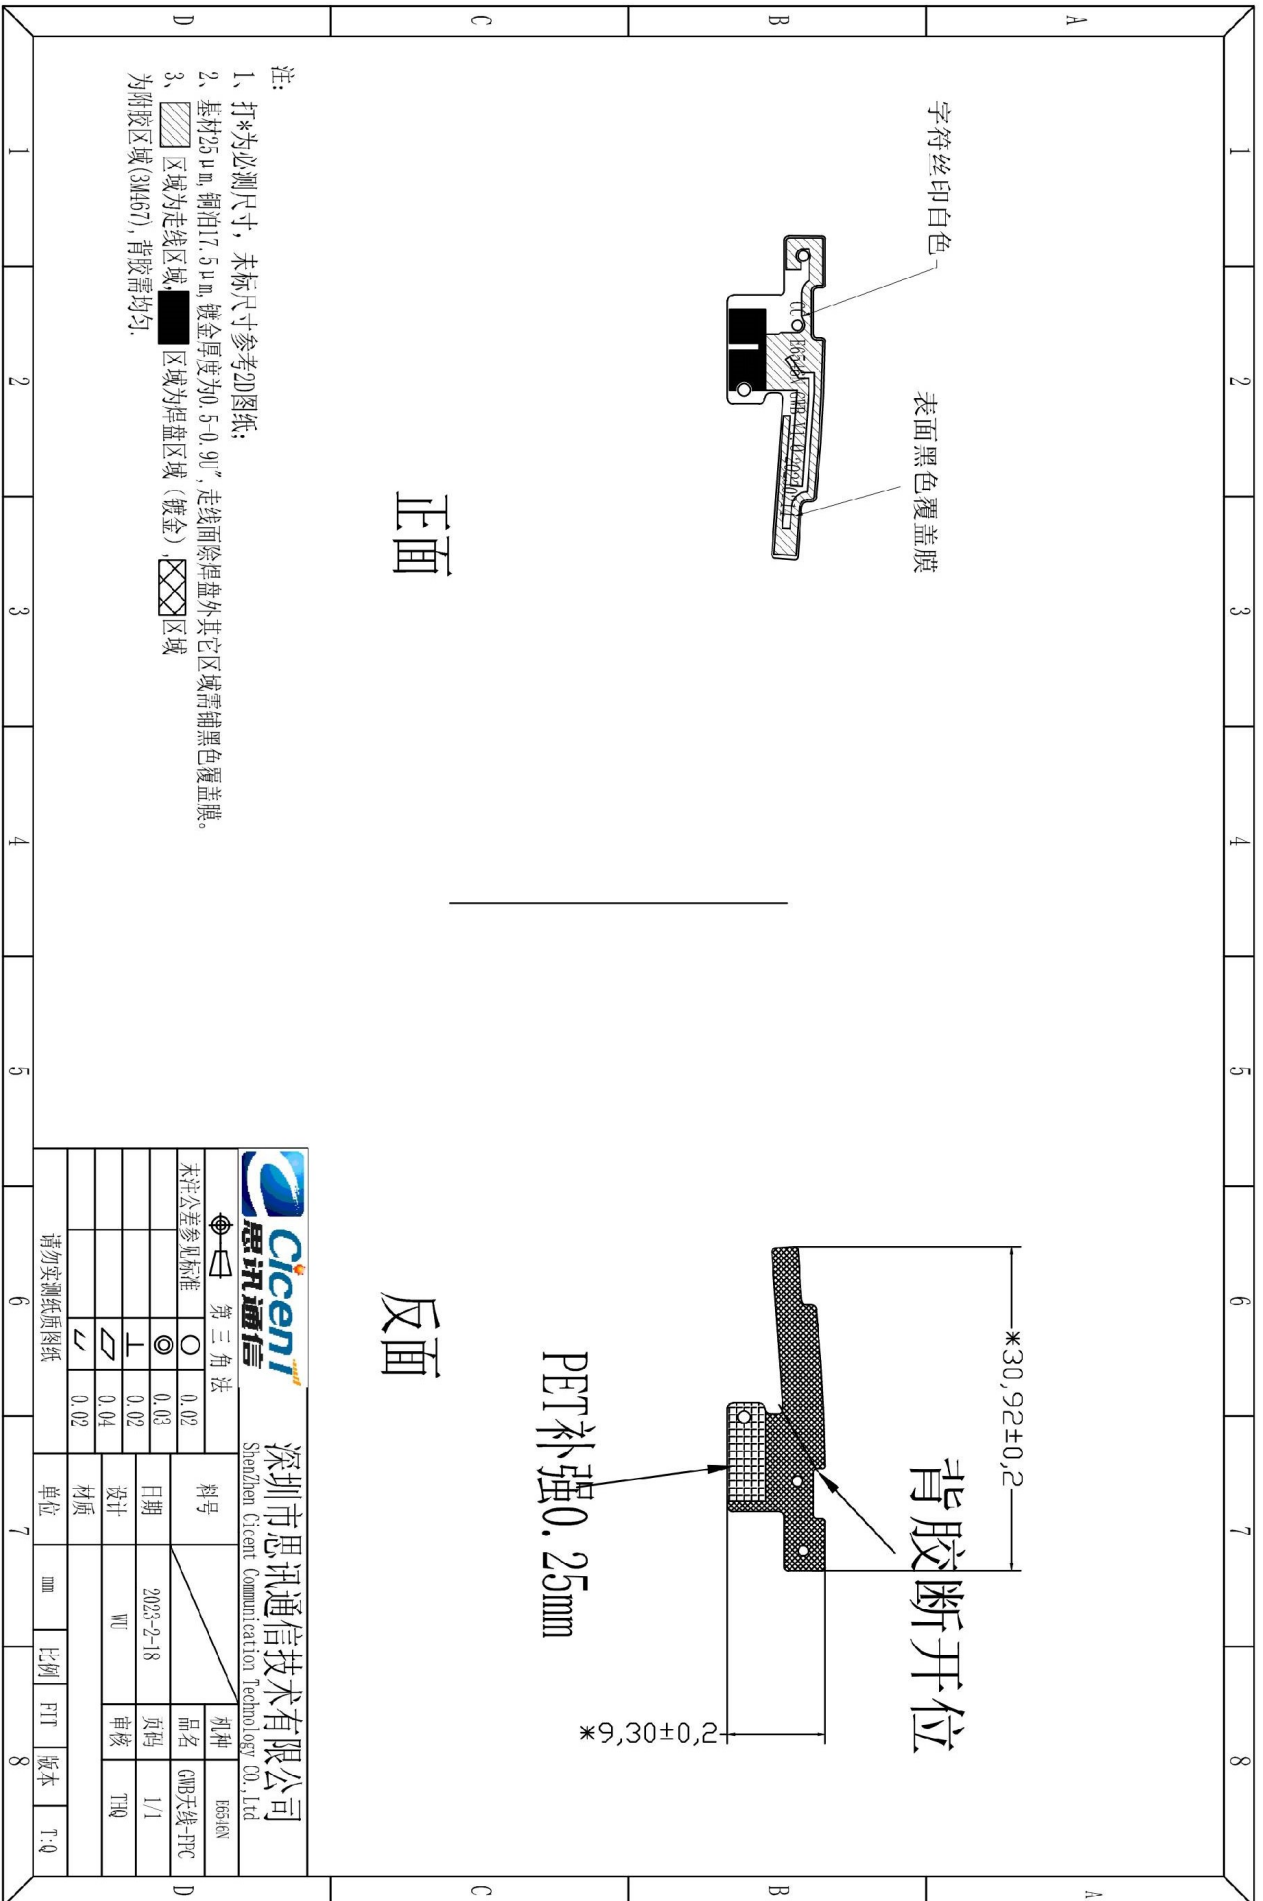 1 2 3 4 5 6 7 8
A
B
C
D
字符丝印白色
表面黑色覆盖膜
正面
*30,92±0,2
背胶断开位
*9,30±0,2
PET补强0.25mm
反面
注:
1、打*为必测尺寸，未标尺寸参考2D图纸;
2、基材25μm,铜泊17.5μm,镀金厚度为0.5-0.9U",走线面除焊盘外其它区域需铺黑色覆盖膜。
3、区域为走线区域,区域为焊盘区域（镀金）,区域
为附胶区域(3M467),背胶需均匀.
Cicent
思讯通信
深圳市思讯通信技术有限公司
ShenZhen Cicent Communication Technology CO.,Ltd
第三角法
料号
机种 E6546N
未注公差参见标准
0.02
品名 GWB天线-FPC
0.03
日期 2023-2-18 页码 1/1
0.02
设计 WU 审核 THQ
0.04
材质
0.02
请勿实测纸质图纸 单位 mm 比例 FIT 版本 T:Q
A
B
C
D
1 2 3 4 5 6 7 8